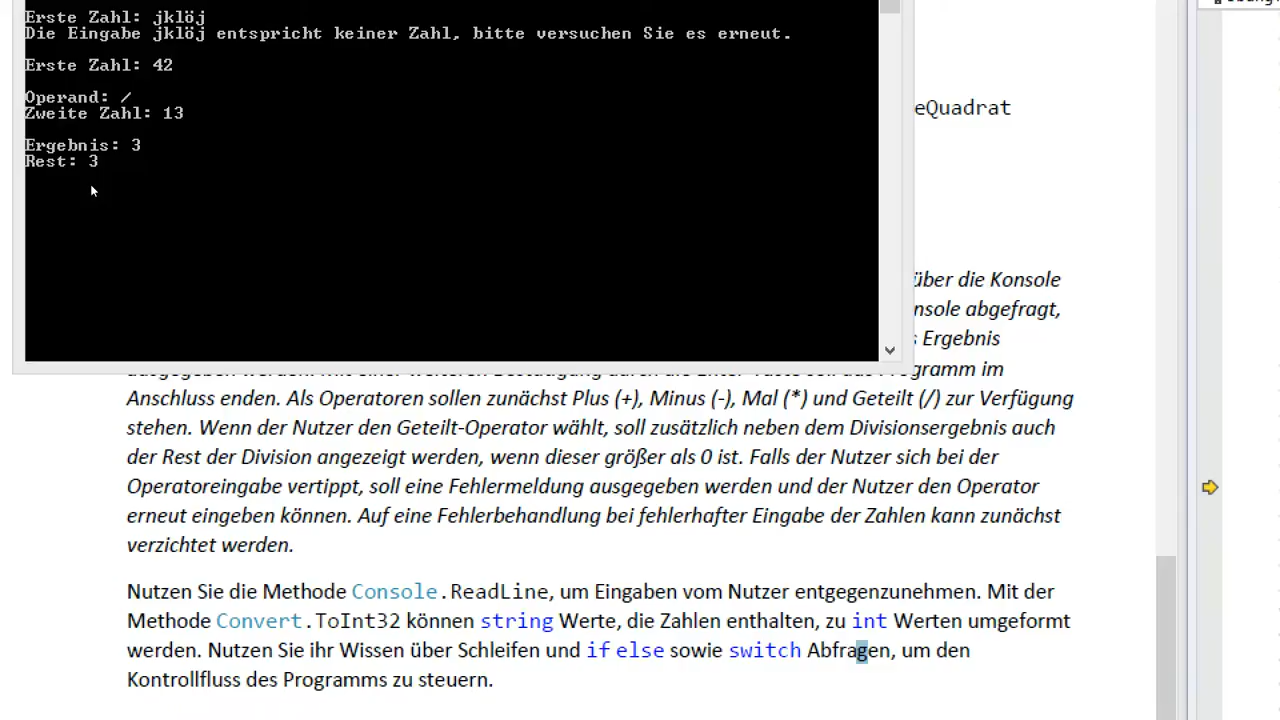 Erste Zahl: jklöj
Die Eingabe jklöj entspricht keiner Zahl, bitte versuchen Sie es erneut.
Erste Zahl: 42
Operand: /
Zweite Zahl: 13
Ergebnis: 3
Rest: 3
eQuadrat
über die Konsole
nsole abgefragt,
s Ergebnis
Programm im
Anschluss enden. Als Operatoren sollen zunächst Plus (+), Minus (-), Mal (*) und Geteilt (/) zur Verfügung
stehen. Wenn der Nutzer den Geteilt-Operator wählt, soll zusätzlich neben dem Divisionsergebnis auch
der Rest der Division angezeigt werden, wenn dieser größer als 0 ist. Falls der Nutzer sich bei der
Operatoreingabe vertippt, soll eine Fehlermeldung ausgegeben werden und der Nutzer den Operator
erneut eingeben können. Auf eine Fehlerbehandlung bei fehlerhafter Eingabe der Zahlen kann zunächst
verzichtet werden.
Nutzen Sie die Methode Console.ReadLine, um Eingaben vom Nutzer entgegenzunehmen. Mit der
Methode Convert.ToInt32 können string Werte, die Zahlen enthalten, zu int Werten umgeformt
werden. Nutzen Sie ihr Wissen über Schleifen und if else sowie switch Abfragen, um den
Kontrollfluss des Programms zu steuern.